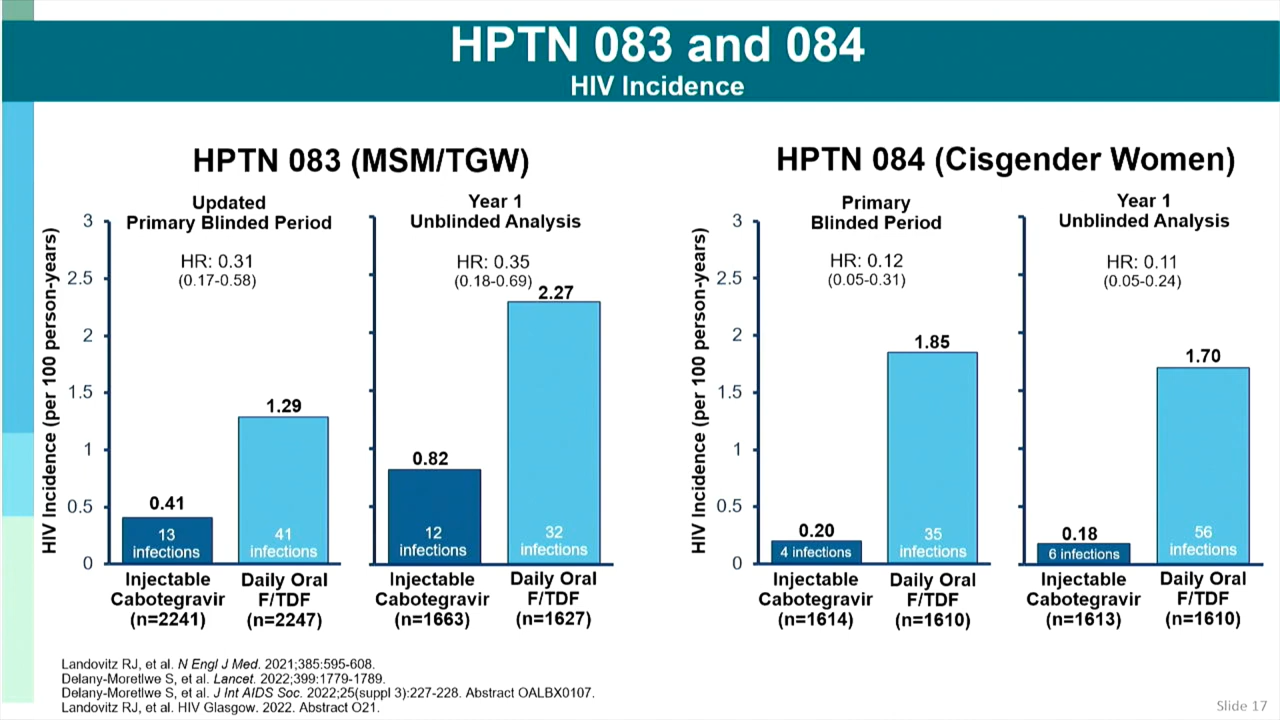 HPTN 083 and 084
HIV Incidence
HPTN 083 (MSM/TGW)
Updated
Primary Blinded Period
HR: 0.31
(0.17-0.58)
Year 1
Unblinded Analysis
HR: 0.35
(0.18-0.69)
HIV Incidence (per 100 person-years)
3
2.5
2
1.5
1
0.5
0
0.41
13
infections
1.29
41
infections
0.82
12
infections
2.27
32
infections
Injectable
Cabotegravir
(n=2241)
Daily Oral
F/TDF
(n=2247)
Injectable
Cabotegravir
(n=1663)
Daily Oral
F/TDF
(n=1627)
HPTN 084 (Cisgender Women)
Primary
Blinded Period
HR: 0.12
(0.05-0.31)
Year 1
Unblinded Analysis
HR: 0.11
(0.05-0.24)
HIV Incidence (per 100 person-years)
3
2.5
2
1.5
1
0.5
0
0.20
4 infections
1.85
35
infections
0.18
6 infections
1.70
56
infections
Injectable
Cabotegravir
(n=1614)
Daily Oral
F/TDF
(n=1610)
Injectable
Cabotegravir
(n=1613)
Daily Oral
F/TDF
(n=1610)
Landovitz RJ, et al. N Engl J Med. 2021;385:595-608.
Delany-Moretlwe S, et al. Lancet. 2022;399:1779-1789.
Delany-Moretlwe S, et al. J Int AIDS Soc. 2022;25(suppl 3):227-228. Abstract OALBX0107.
Landovitz RJ, et al. HIV Glasgow. 2022. Abstract O21.
Slide 17